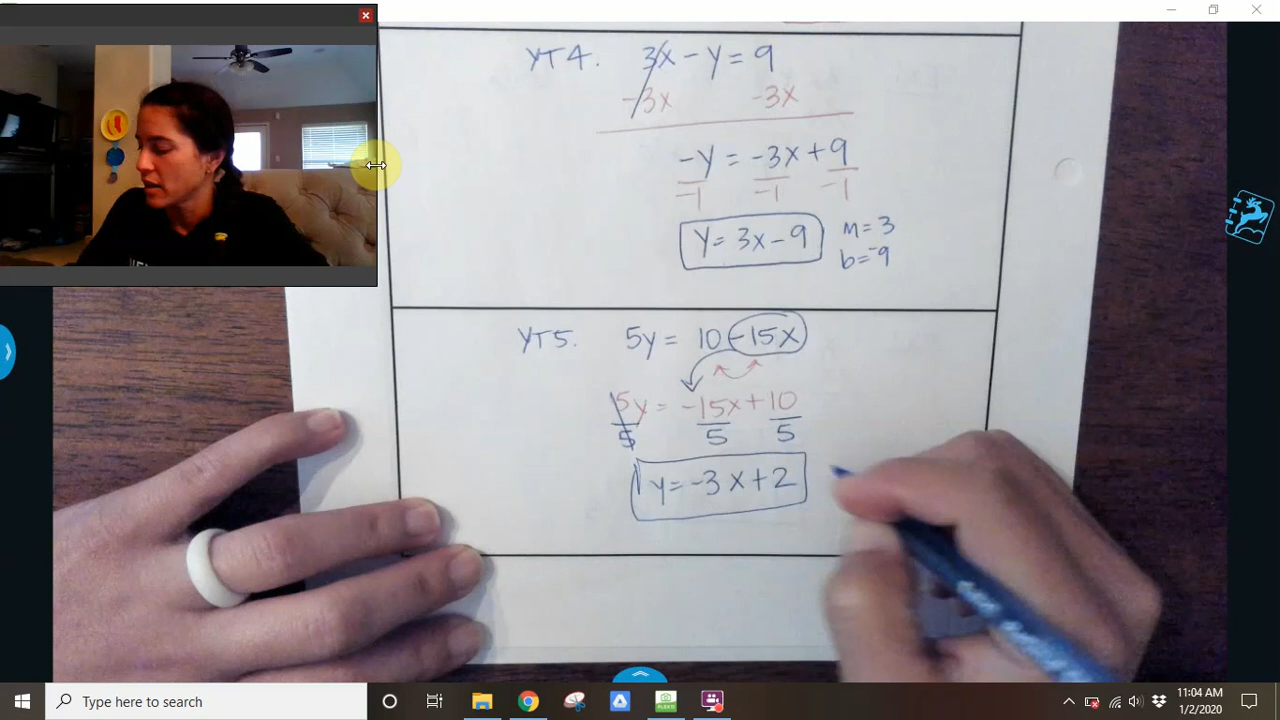 YT4. 3x - y = 9
-3x -3x
-y = -3x + 9
-1 -1 -1
y = 3x - 9
m = 3
b = -9
YT5. 5y = 10 - 15x
5y = -15x + 10
5 5 5
y = -3x + 2
Type here to search
11:04 AM
1/2/2020